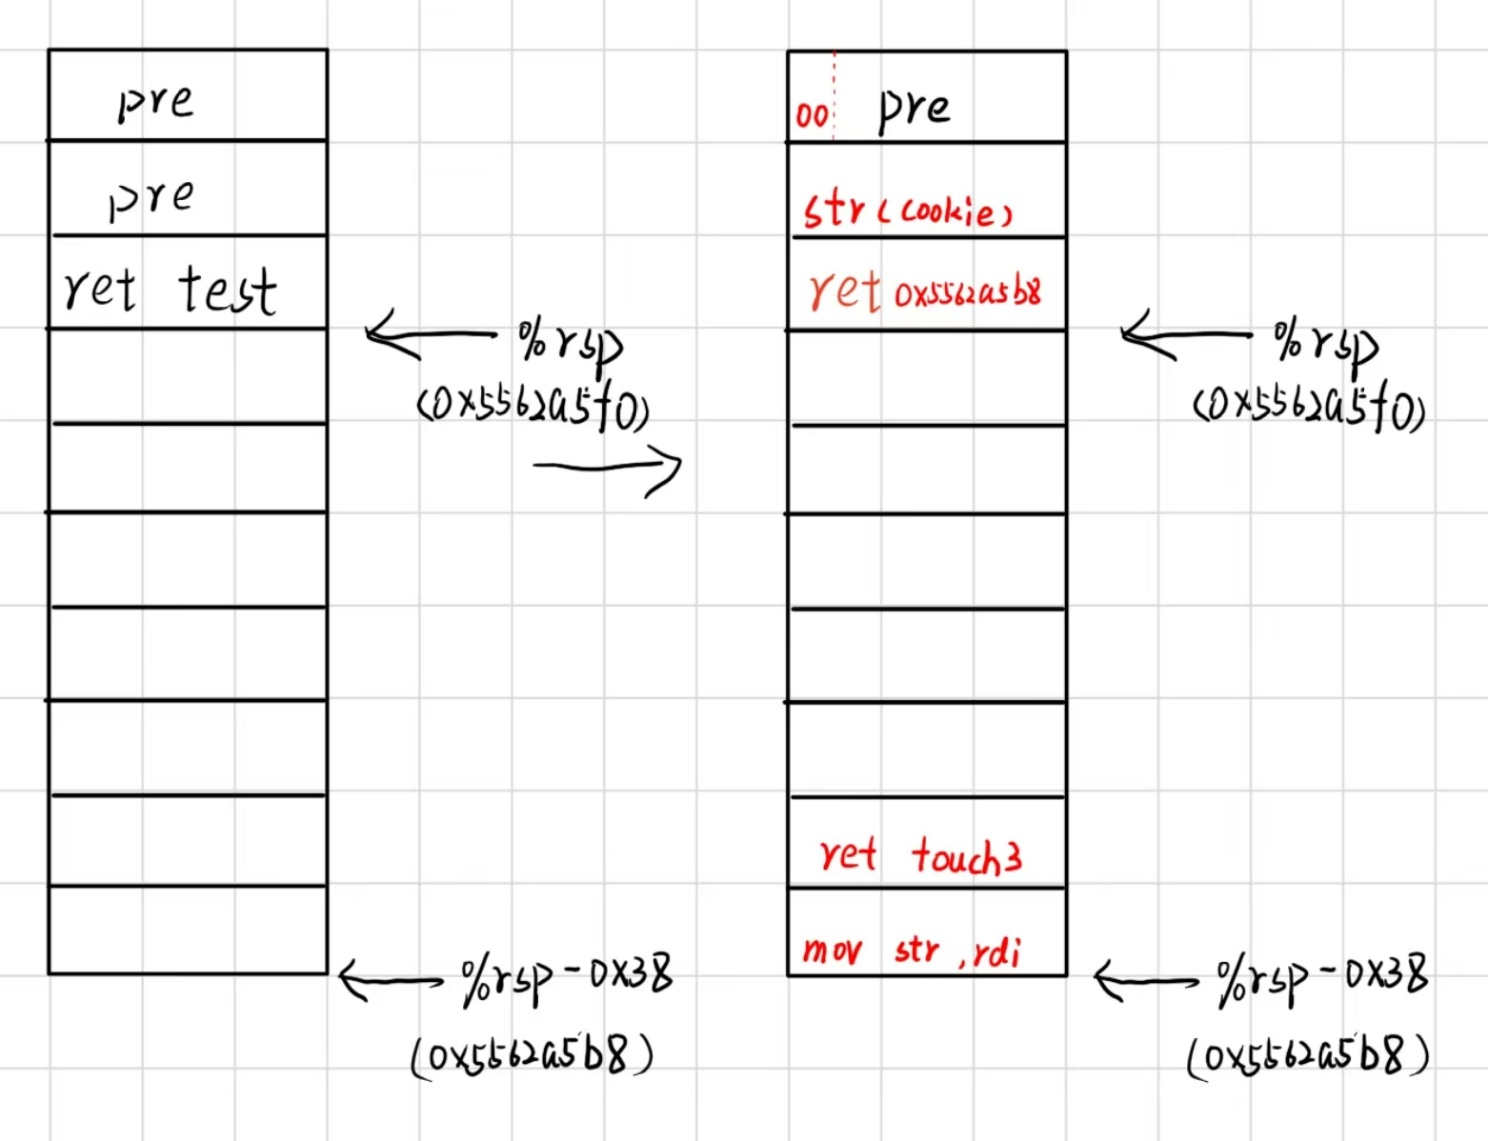 pre
pre
ret test
%rsp
(0x5562a5f0)
%rsp-0x38
(0x5562a5b8)
00 pre
str(cookie)
ret 0x5562a5b8
%rsp
(0x5562a5f0)
ret touch3
mov str,rdi
%rsp-0x38
(0x5562a5b8)